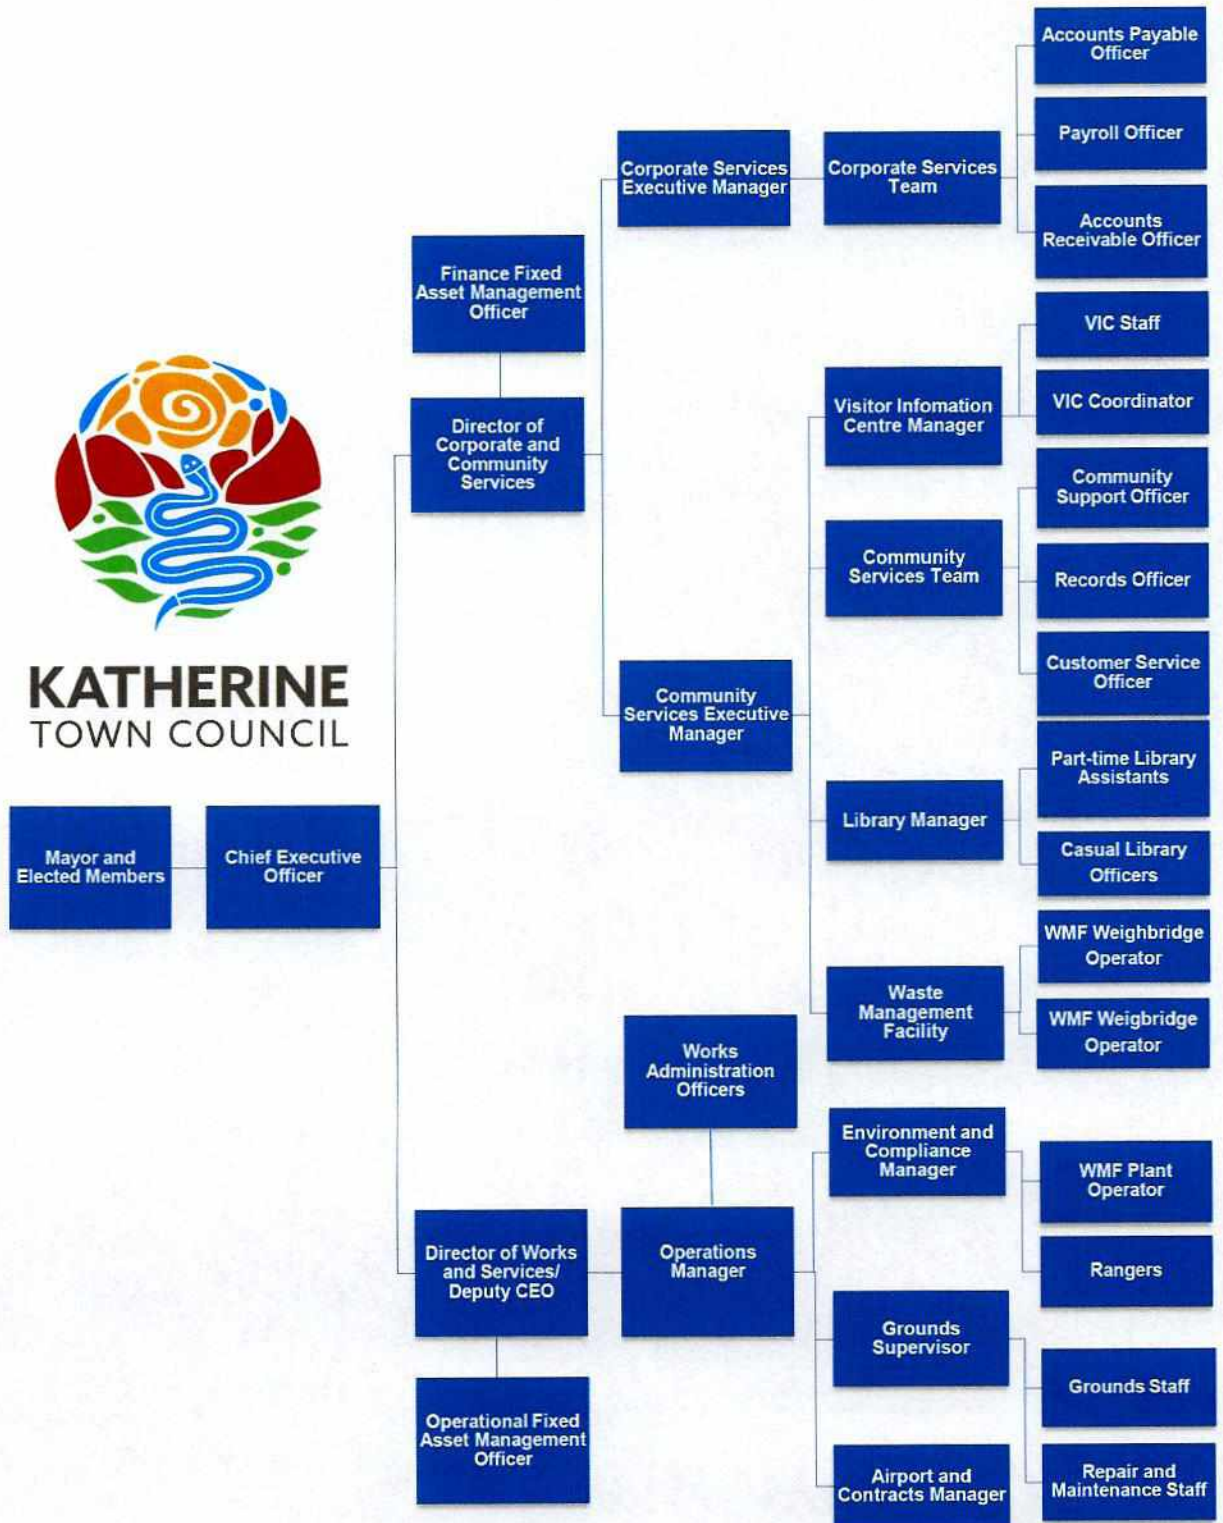 Accounts Payable
Officer
Payroll Officer
Corporate Services
Executive Manager
Corporate Services
Team
Accounts
Receivable Officer
Finance Fixed
Asset Management
Officer
VIC Staff
Director of
Corporate and
Community
Services
Visitor Infomation
Centre Manager
VIC Coordinator
Community
Support Officer
Community
Services Team
Records Officer
Customer Service
Officer
KATHERINE
TOWN COUNCIL
Community
Services Executive
Manager
Part-time Library
Assistants
Library Manager
Casual Library
Officers
Mayor and
Elected Members
Chief Executive
Officer
WMF Weighbridge
Operator
Waste
Management
Facility
WMF Weigbridge
Operator
Works
Administration
Officers
Environment and
Compliance
Manager
WMF Plant
Operator
Director of Works
and Services/
Deputy CEO
Operations
Manager
Rangers
Grounds
Supervisor
Grounds Staff
Operational Fixed
Asset Management
Officer
Airport and
Contracts Manager
Repair and
Maintenance Staff